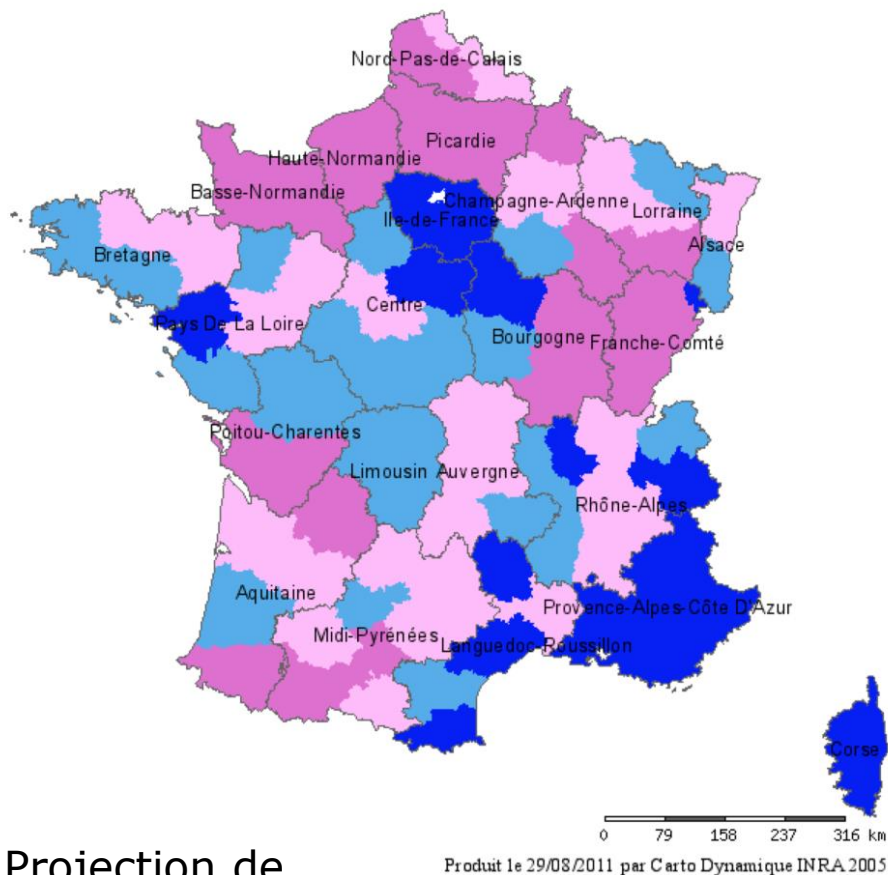 Nord-Pas-de-Calais
Picardie
Haute-Normandie
Basse-Normandie
Champagne-Ardenne
Ile-de-France
Lorraine
Alsace
Bretagne
Centre
Pays De La Loire
Bourgogne
Franche-Comté
Poitou-Charentes
Limousin
Auvergne
Rhône-Alpes
Aquitaine
Provence-Alpes-Côte D'Azur
Midi-Pyrénées
Languedoc-Roussillon
Corse
0 79 158 237 316 km
Projection de
Produit le 29/08/2011 par Carto Dynamique INRA 2005